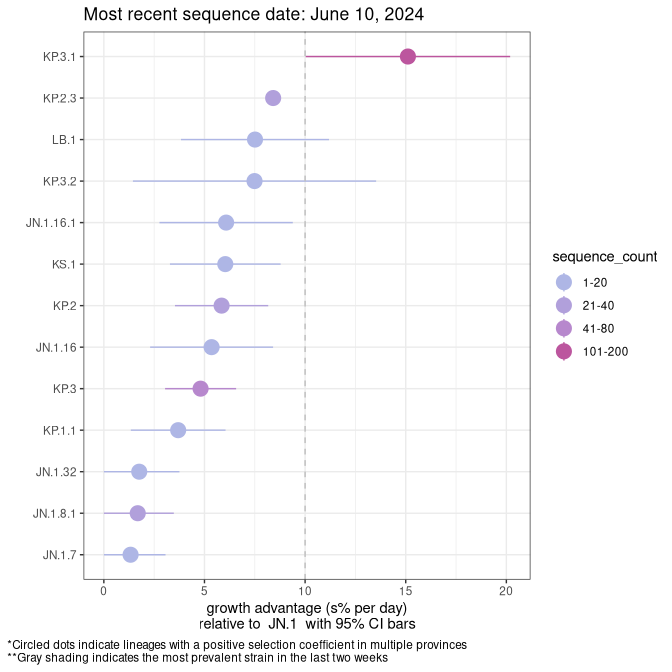 Most recent sequence date: June 10, 2024
KP.3.1
KP.2.3
LB.1
KP.3.2
JN.1.16.1
KS.1
KP.2
JN.1.16
KP.3
KP.1.1
JN.1.32
JN.1.8.1
JN.1.7
sequence_count
1-20
21-40
41-80
101-200
0 5 10 15 20
growth advantage (s% per day)
relative to JN.1 with 95% CI bars
*Circled dots indicate lineages with a positive selection coefficient in multiple provinces
**Gray shading indicates the most prevalent strain in the last two weeks